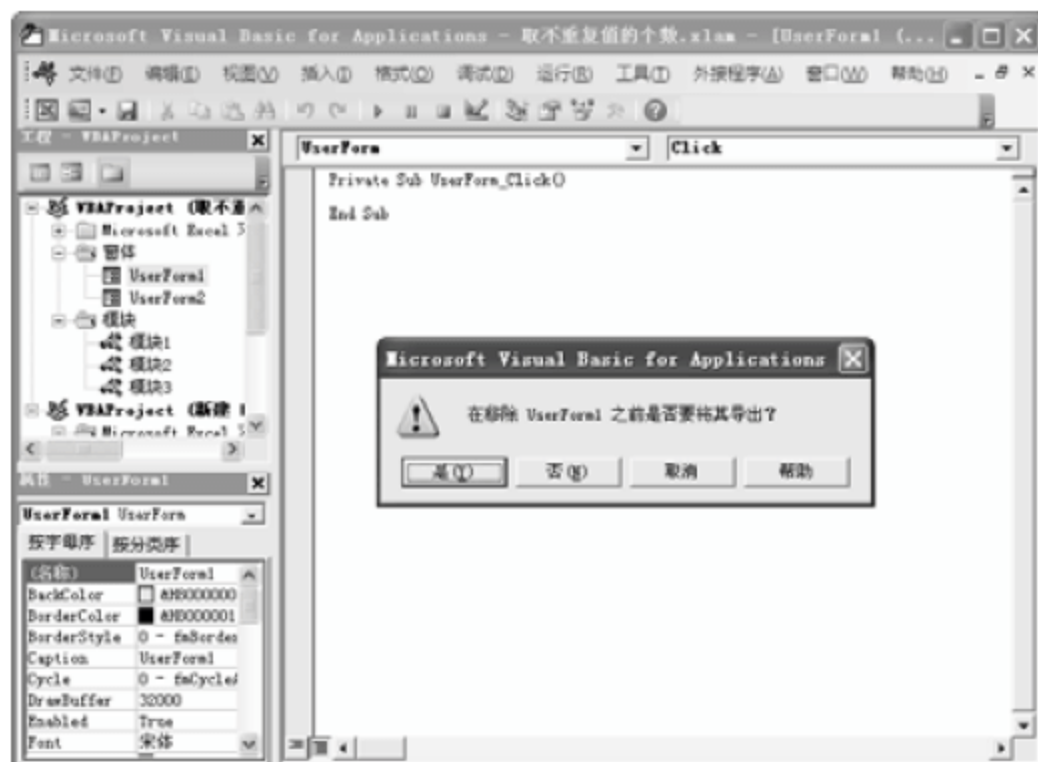 Microsoft Visual Basic for Applications - 取不重复值的个数.xlam - [UserForm1 (...
文件(F) 编辑(E) 视图(V) 插入(I) 格式(O) 调试(D) 运行(R) 工具(T) 外接程序(A) 窗口(W) 帮助(H)
工程 - VBAProject
VBAProject (取不重
Microsoft Excel
窗体
UserForm1
UserForm2
模块
模块1
模块2
模块3
VBAProject (新建
Microsoft Excel
属性 - UserForm1
UserForm1 UserForm
按字母序 按分类序
(名称) UserForm1
BackColor &H8000000
BorderColor &H8000001
BorderStyle 0 - fmBorder
Caption UserForm1
Cycle 0 - fmCycleA
DrawBuffer 32000
Enabled True
Font 宋体
UserForm Click
Private Sub UserForm_Click()
End Sub
Microsoft Visual Basic for Applications
在移除 UserForm1 之前是否要将其导出?
是(Y) 否(N) 取消 帮助